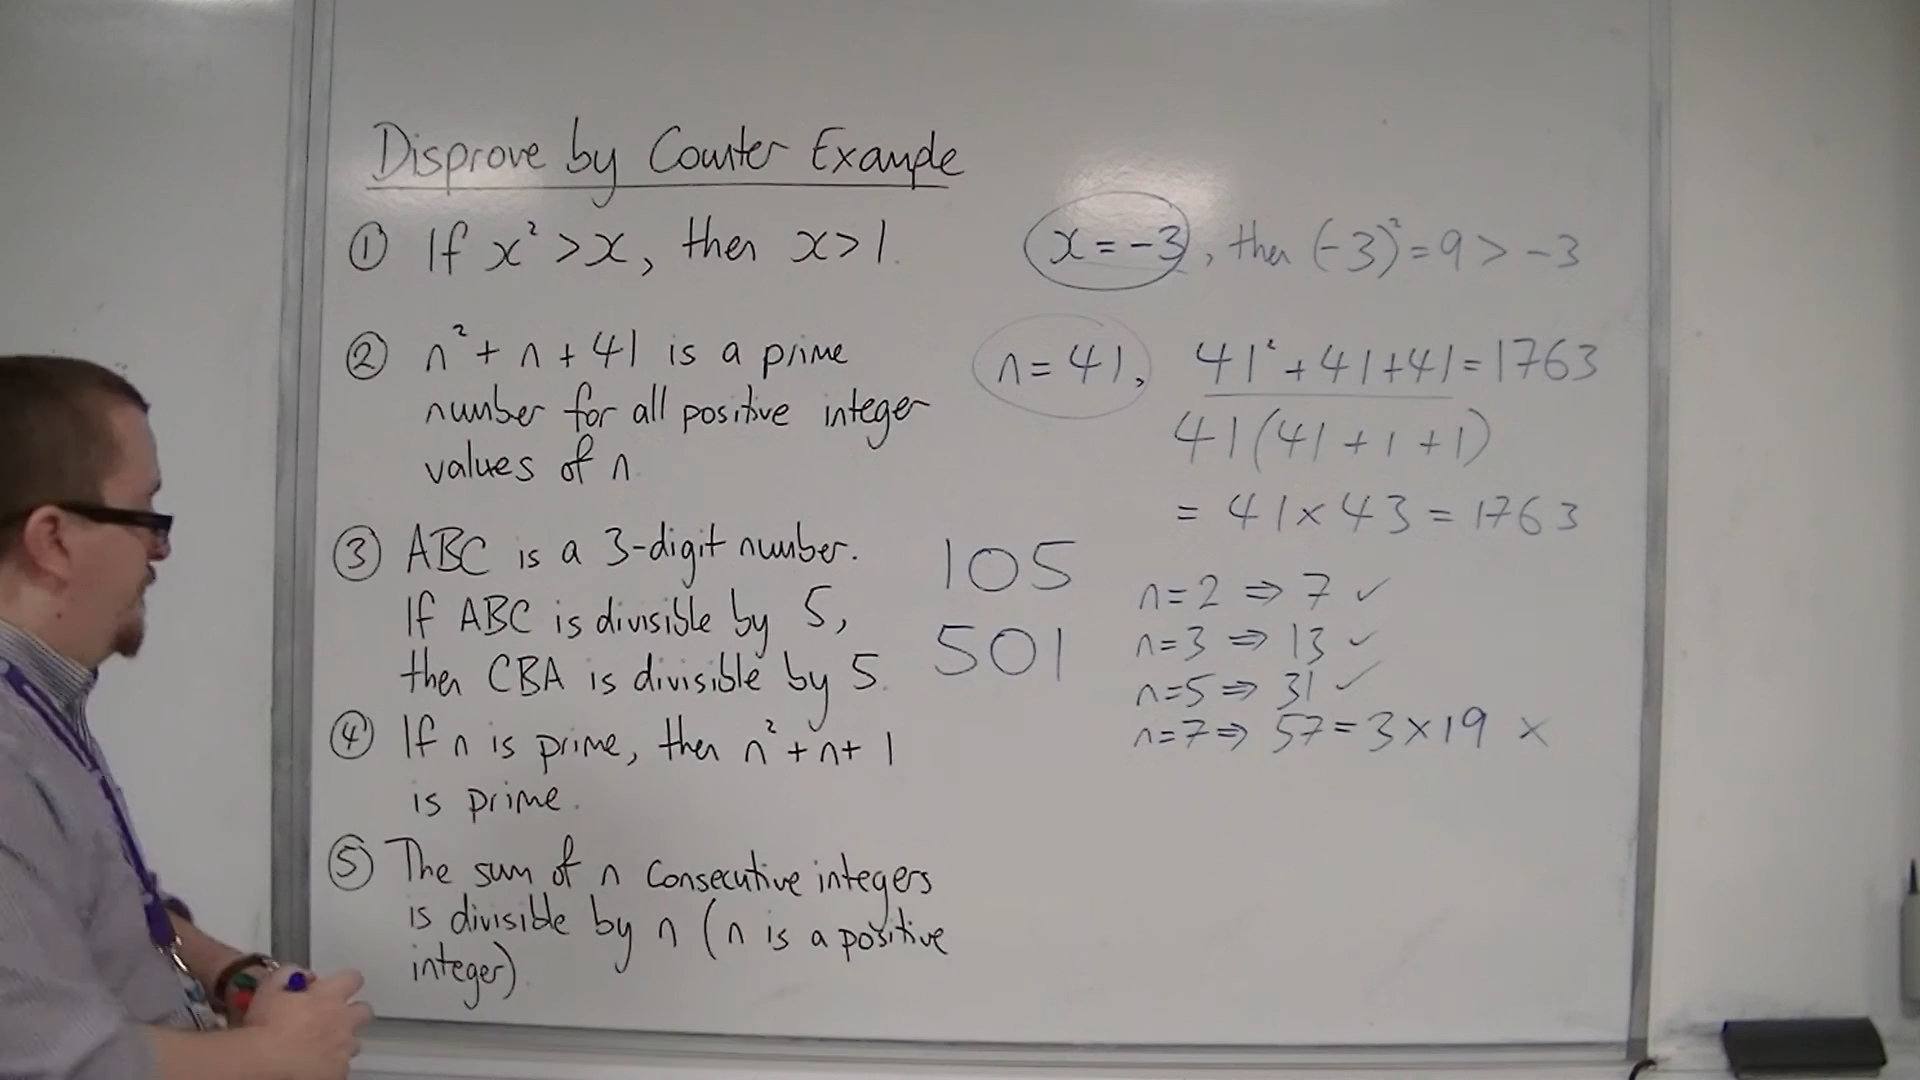 Disprove by Counter Example
① If x² > x, then x > 1.
x = -3, then (-3)² = 9 > -3
② n² + n + 41 is a prime
number for all positive integer
values of n
n = 41, 41² + 41 + 41 = 1763
41(41 + 1 + 1)
= 41 × 43 = 1763
③ ABC is a 3-digit number.
If ABC is divisible by 5,
then CBA is divisible by 5.
105
501
④ If n is prime, then n² + n + 1
is prime.
n = 2 ⇒ 7 ✓
n = 3 ⇒ 13 ✓
n = 5 ⇒ 31 ✓
n = 7 ⇒ 57 = 3 × 19 ×
⑤ The sum of n consecutive integers
is divisible by n (n is a positive
integer)